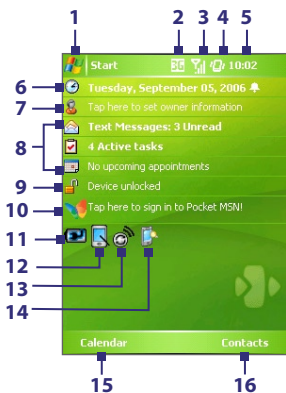 1 2 3 4 5
Start 3G 10:02
6 Tuesday, September 05, 2006
7 Tap here to set owner information
Text Messages: 3 Unread
8 4 Active tasks
No upcoming appointments
9 Device unlocked
10 Tap here to sign in to Pocket MSN!
11
12
13
14
Calendar Contacts
15 16